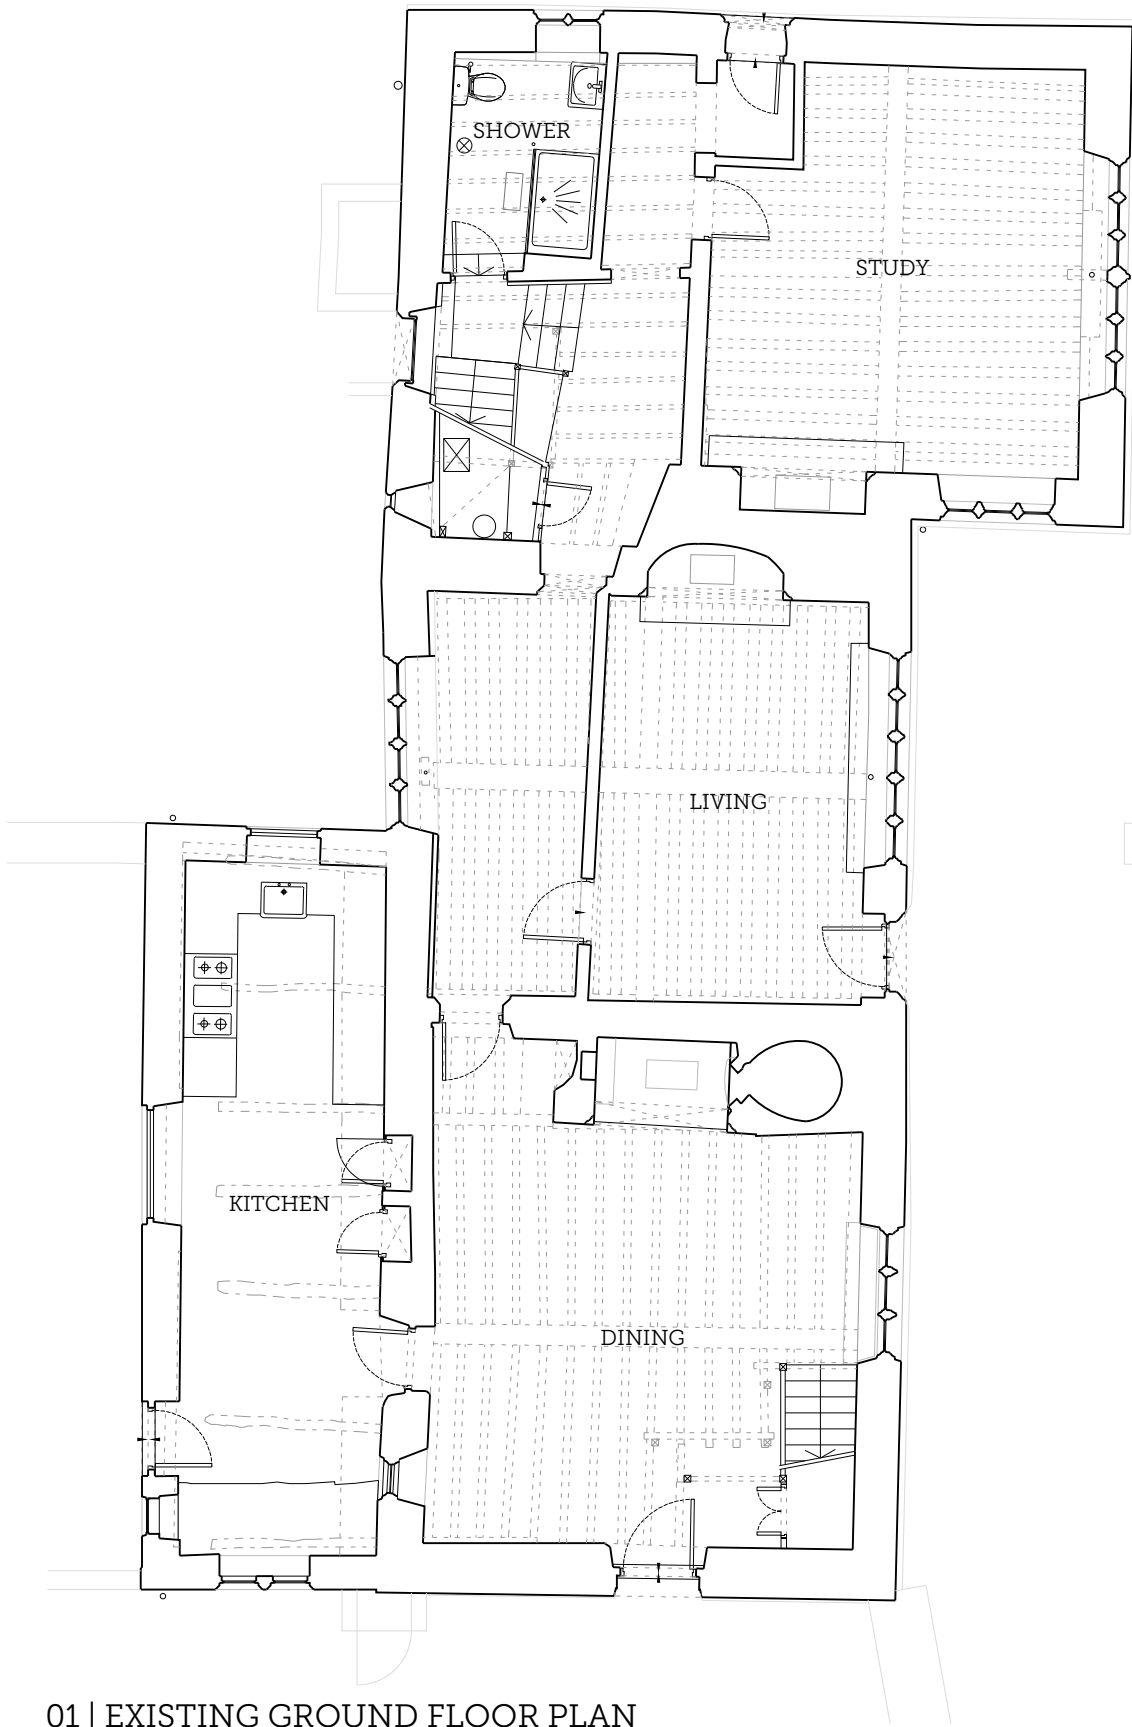 SHOWER
STUDY
LIVING
KITCHEN
DINING
01 | EXISTING GROUND FLOOR PLAN